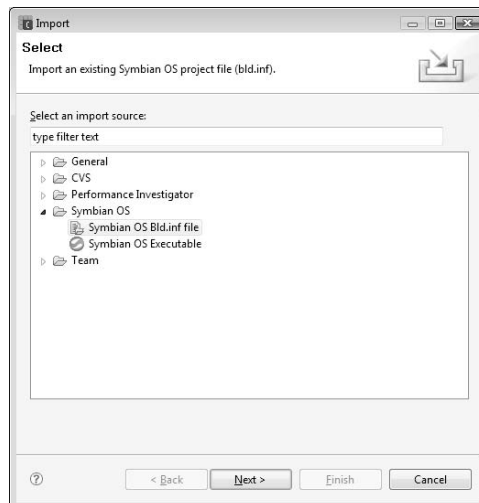 Import
Select
Import an existing Symbian OS project file (bld.inf).
Select an import source:
type filter text
General
CVS
Performance Investigator
Symbian OS
Symbian OS Bld.inf file
Symbian OS Executable
Team
?
< Back
Next >
Finish
Cancel